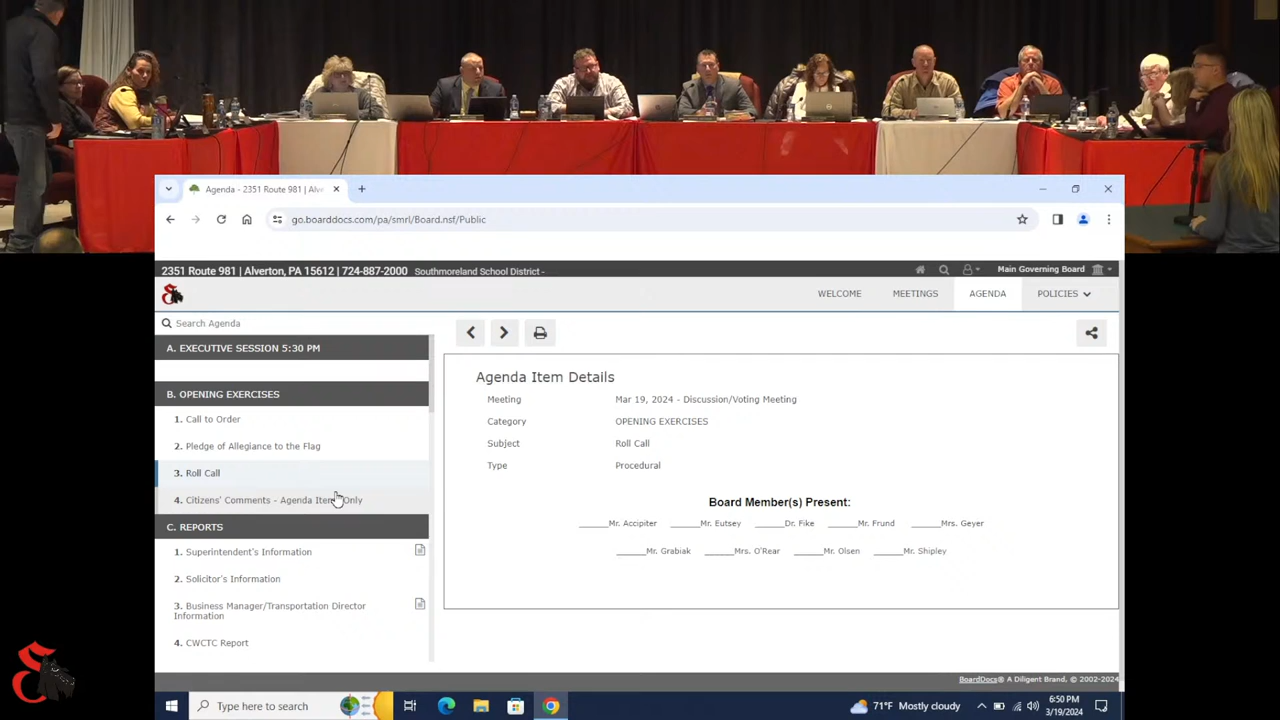 Agenda - 2351 Route 981 | Alve
go.boarddocs.com/pa/smrl/Board.nsf/Public
2351 Route 981 | Alverton, PA 15612 | 724-887-2000 Southmoreland School District -
Main Governing Board
WELCOME MEETINGS AGENDA POLICIES
Search Agenda
A. EXECUTIVE SESSION 5:30 PM
B. OPENING EXERCISES
1. Call to Order
2. Pledge of Allegiance to the Flag
3. Roll Call
4. Citizens' Comments - Agenda Items Only
C. REPORTS
1. Superintendent's Information
2. Solicitor's Information
3. Business Manager/Transportation Director
Information
4. CWCTC Report
Agenda Item Details
Meeting Mar 19, 2024 - Discussion/Voting Meeting
Category OPENING EXERCISES
Subject Roll Call
Type Procedural
Board Member(s) Present:
______Mr. Accipiter ______Mr. Eutsey ______Dr. Fike ______Mr. Frund ______Mrs. Geyer
______Mr. Grabiak ______Mrs. O'Rear ______Mr. Olsen ______Mr. Shipley
BoardDocs® A Diligent Brand. © 2002-2024
Type here to search
71°F Mostly cloudy
6:50 PM
3/19/2024